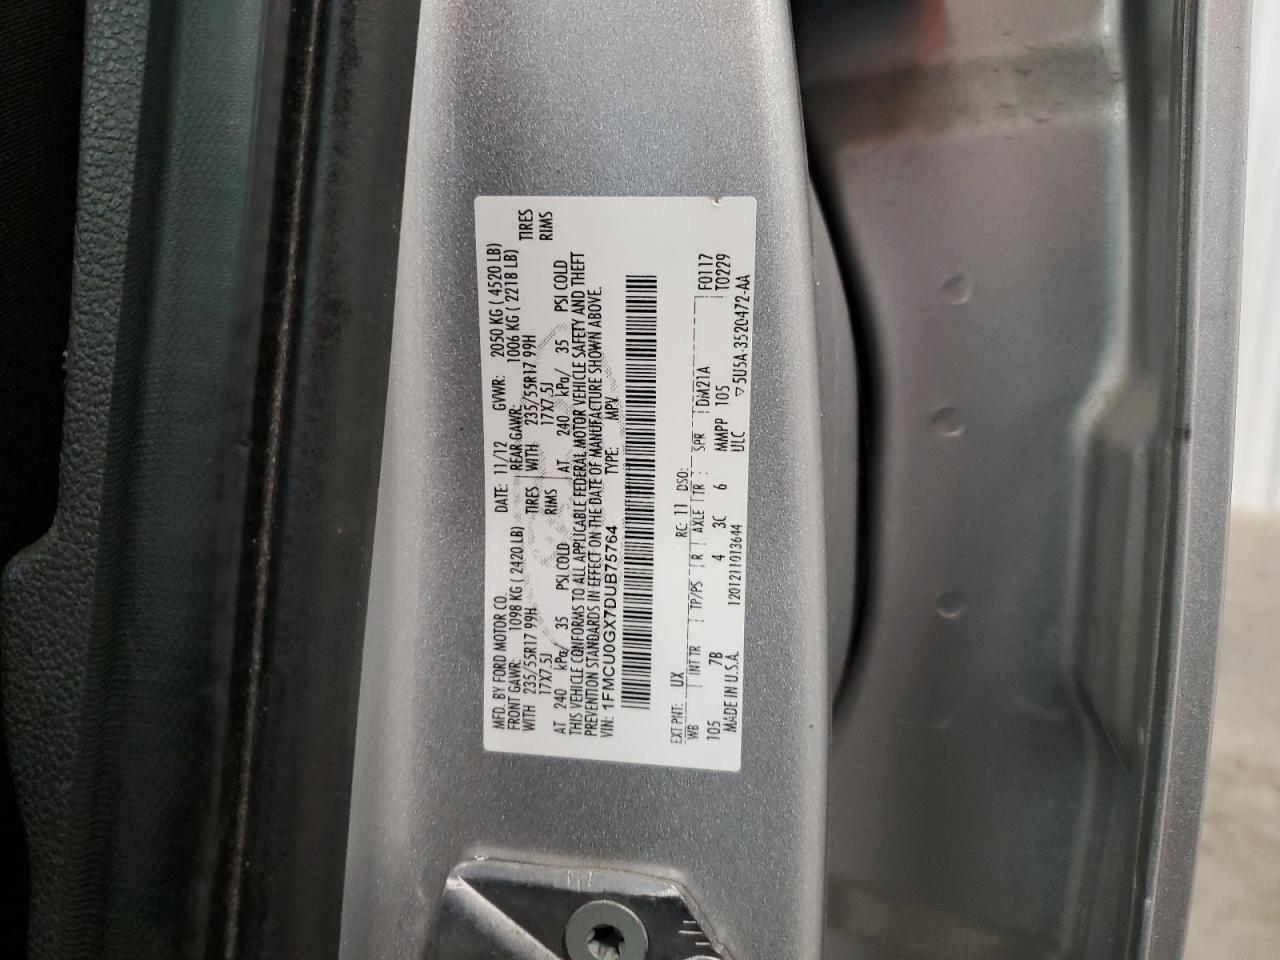 MFD. BY FORD MOTOR CO. DATE: 11/12 GVWR: 2050 KG ( 4520 LB)
FRONT GAWR: 1098 KG ( 2420 LB) REAR GAWR: 1006 KG ( 2218 LB)
WITH 235/55R17 99H TIRES WITH 235/55R17 99H TIRES
17X7.5J RIMS 17X7.5J RIMS
AT 240 kPa/ 35 PSI COLD AT 240 kPa/ 35 PSI COLD
THIS VEHICLE CONFORMS TO ALL APPLICABLE FEDERAL MOTOR VEHICLE SAFETY AND THEFT
PREVENTION STANDARDS IN EFFECT ON THE DATE OF MANUFACTURE SHOWN ABOVE.
VIN: 1FMCU0GX7DUB75764 TYPE: MPV
EXT PNT: UX RC: 11 DSO: F0117
WB INT TR TP/PS R AXLE TR SPR DM21A T0229
105 7B 4 3C 6 MMPP 105
MADE IN U.S.A. 1201211013644 ULC ▽5U5A-3520472-AA